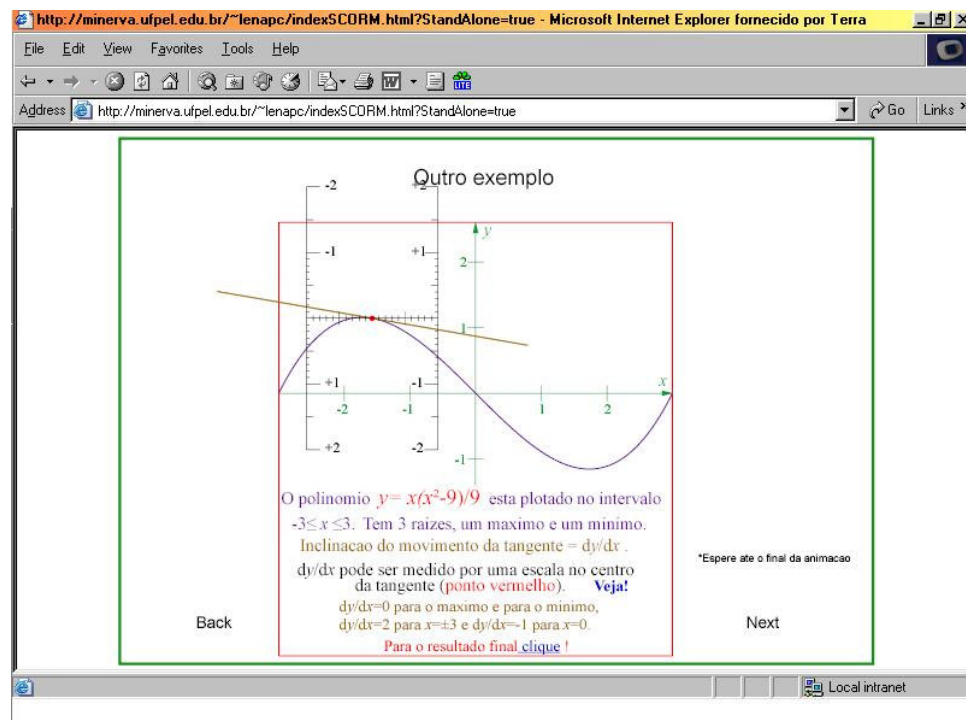 http://minerva.ufpel.edu.br/~lenapc/indexSCORM.html?StandAlone=true - Microsoft Internet Explorer fornecido por Terra
File Edit View Favorites Tools Help
Address http://minerva.ufpel.edu.br/~lenapc/indexSCORM.html?StandAlone=true Go Links
Outro exemplo
-2 +2
y
-1 +1
2
1
+1 -1 x
-2 -1 1 2
+2 -2
-1
O polinomio y= x(x²-9)/9 esta plotado no intervalo
-3≤ x ≤3. Tem 3 raizes, um maximo e um minimo.
Inclinacao do movimento da tangente = dy/dx .
*Espere ate o final da animacao
dy/dx pode ser medido por uma escala no centro
da tangente (ponto vermelho). Veja!
dy/dx=0 para o maximo e para o minimo,
dy/dx=2 para x=±3 e dy/dx=-1 para x=0.
Back Next
Para o resultado final clique !
Local intranet